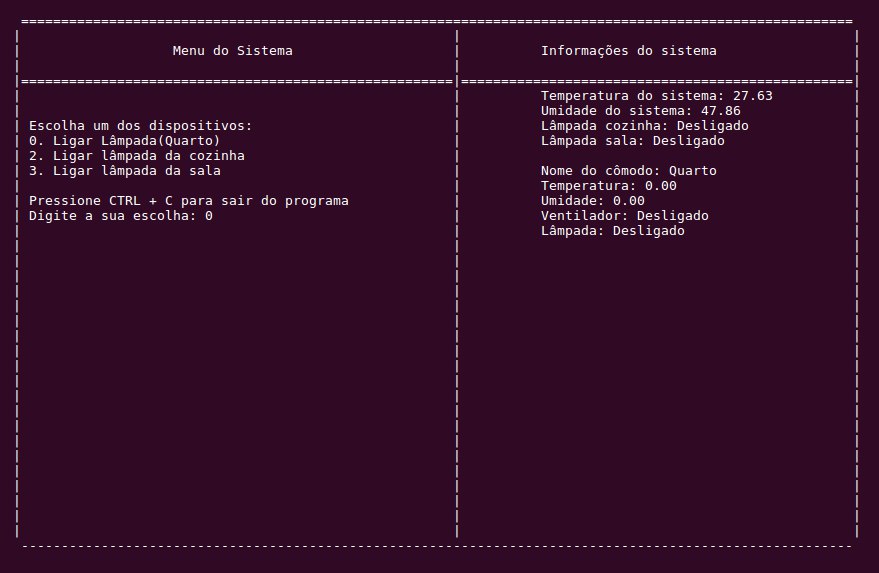 Menu do Sistema
Informações do sistema
Escolha um dos dispositivos:
0. Ligar Lâmpada(Quarto)
2. Ligar lâmpada da cozinha
3. Ligar lâmpada da sala
Pressione CTRL + C para sair do programa
Digite a sua escolha: 0
Temperatura do sistema: 27.63
Umidade do sistema: 47.86
Lâmpada cozinha: Desligado
Lâmpada sala: Desligado
Nome do cômodo: Quarto
Temperatura: 0.00
Umidade: 0.00
Ventilador: Desligado
Lâmpada: Desligado